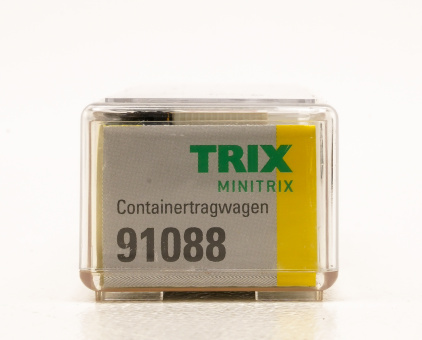 TRIX
MINITRIX
Containertragwagen
91088